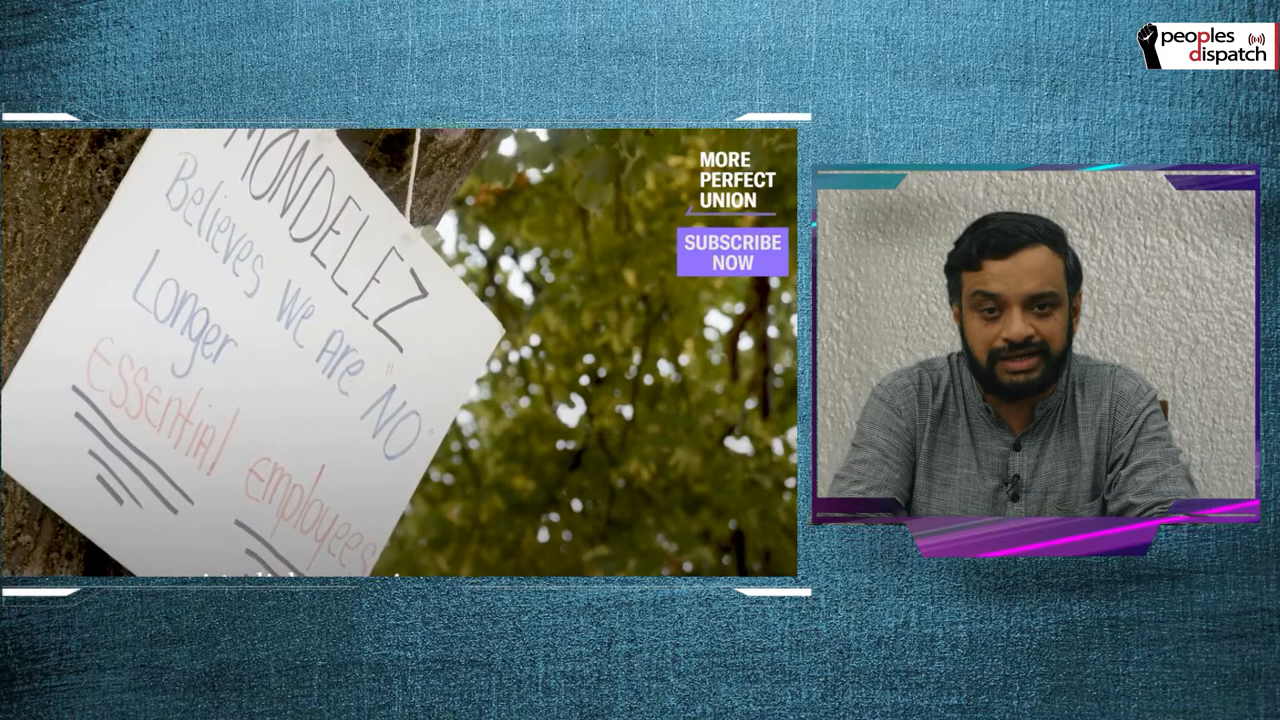 peoples
dispatch
MORE
PERFECT
UNION
SUBSCRIBE
NOW
MONDELEZ
Believes we are "NO"
Longer
Essential employees